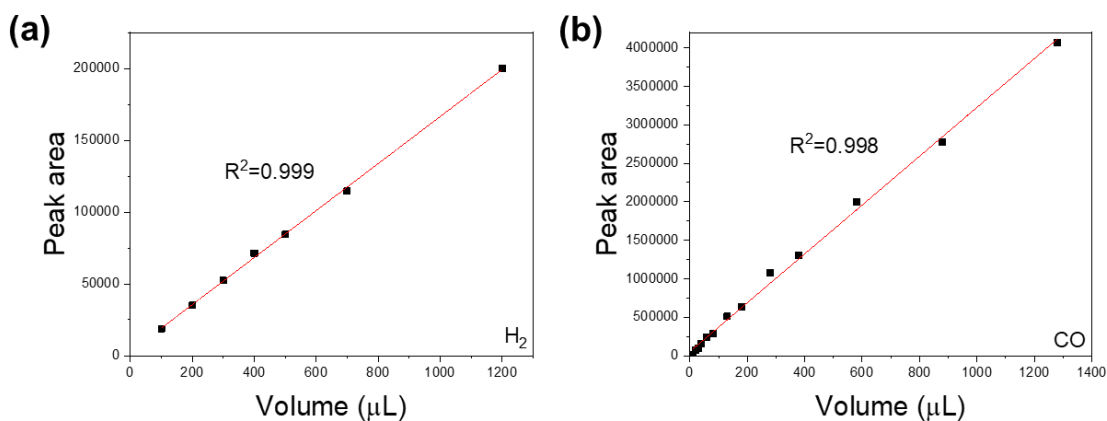 (a)
200000
150000
100000
50000
0
Peak area
R²=0.999
H₂
0 200 400 600 800 1000 1200
Volume (μL)
(b)
4000000
3500000
3000000
2500000
2000000
1500000
1000000
500000
0
Peak area
R²=0.998
CO
0 200 400 600 800 1000 1200 1400
Volume (μL)